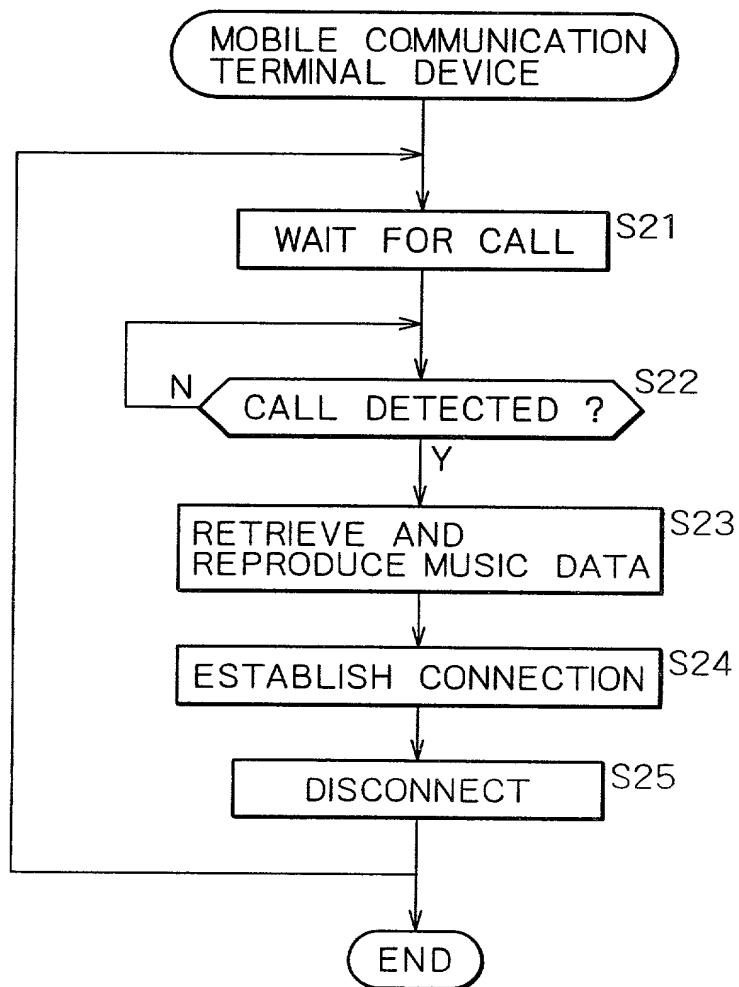 MOBILE COMMUNICATION
TERMINAL DEVICE
WAIT FOR CALL
S21
N
CALL DETECTED ?
S22
Y
RETRIEVE AND
REPRODUCE MUSIC DATA
S23
ESTABLISH CONNECTION
S24
DISCONNECT
S25
END